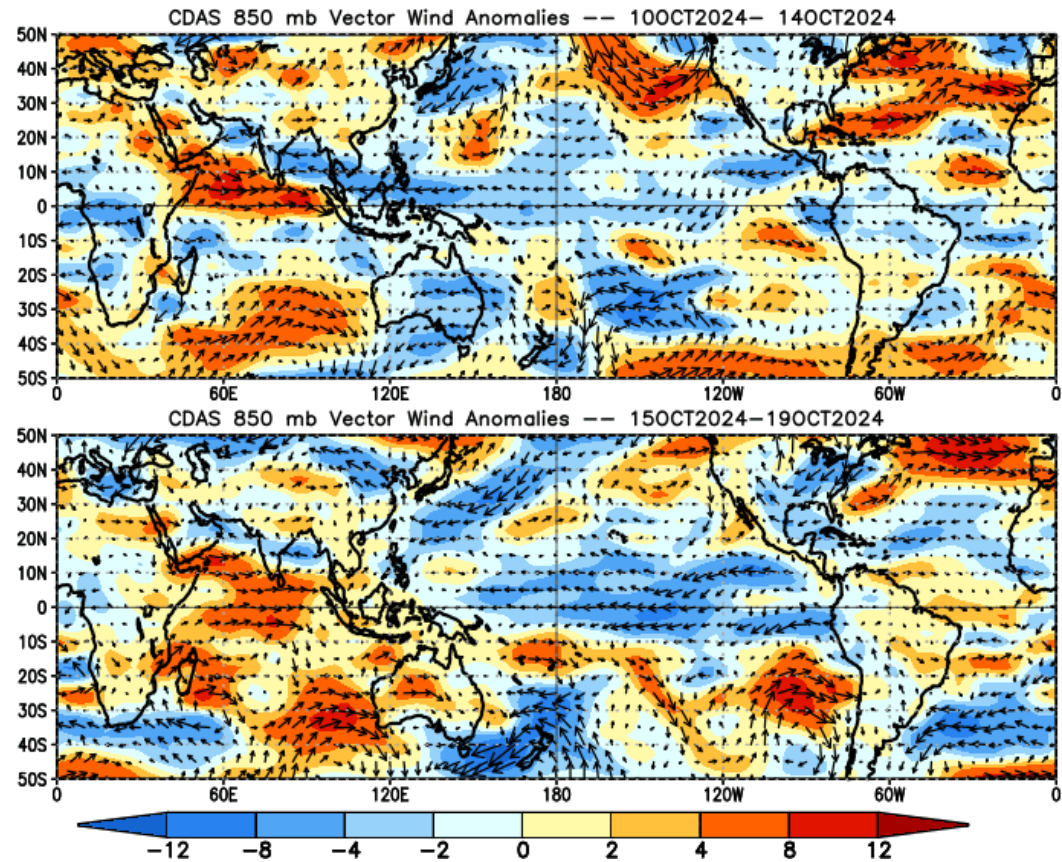 CDAS 850 mb Vector Wind Anomalies -- 10OCT2024- 14OCT2024
50N
40N
30N
20N
10N
0
10S
20S
30S
40S
50S
0 60E 120E 180 120W 60W 0
CDAS 850 mb Vector Wind Anomalies -- 15OCT2024-19OCT2024
50N
40N
30N
20N
10N
0
10S
20S
30S
40S
50S
0 60E 120E 180 120W 60W 0
-12 -8 -4 -2 0 2 4 8 12